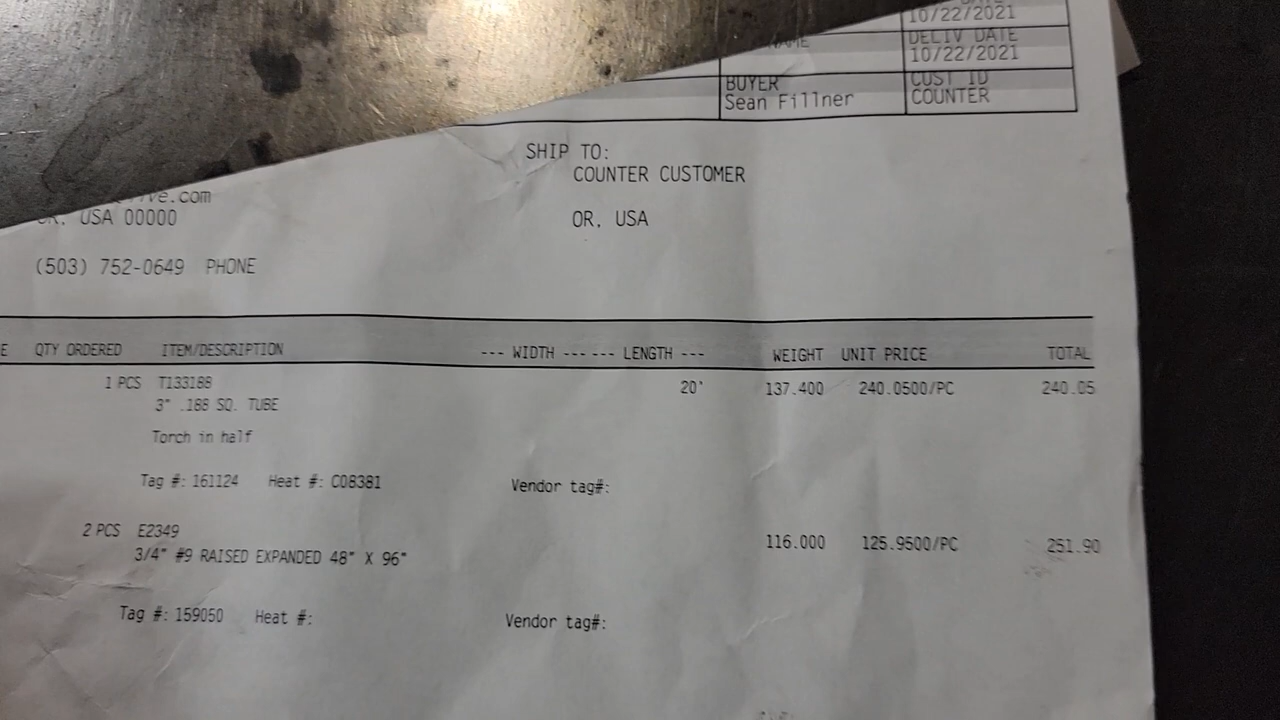 10/22/2021
DELIV DATE
10/22/2021
BUYER
Sean Fillner
CUST ID
COUNTER
SHIP TO:
COUNTER CUSTOMER
OR, USA
USA 00000
(503) 752-0649 PHONE
QTY ORDERED ITEM/DESCRIPTION --- WIDTH --- --- LENGTH --- WEIGHT UNIT PRICE TOTAL
1 PCS T133188 20' 137.400 240.0500/PC 240.05
3" .188 SQ. TUBE
Torch in half
Tag #: 161124 Heat #: C08381 Vendor tag#:
2 PCS E2349 116.000 125.9500/PC 251.90
3/4" #9 RAISED EXPANDED 48" X 96"
Tag #: 159050 Heat #: Vendor tag#: